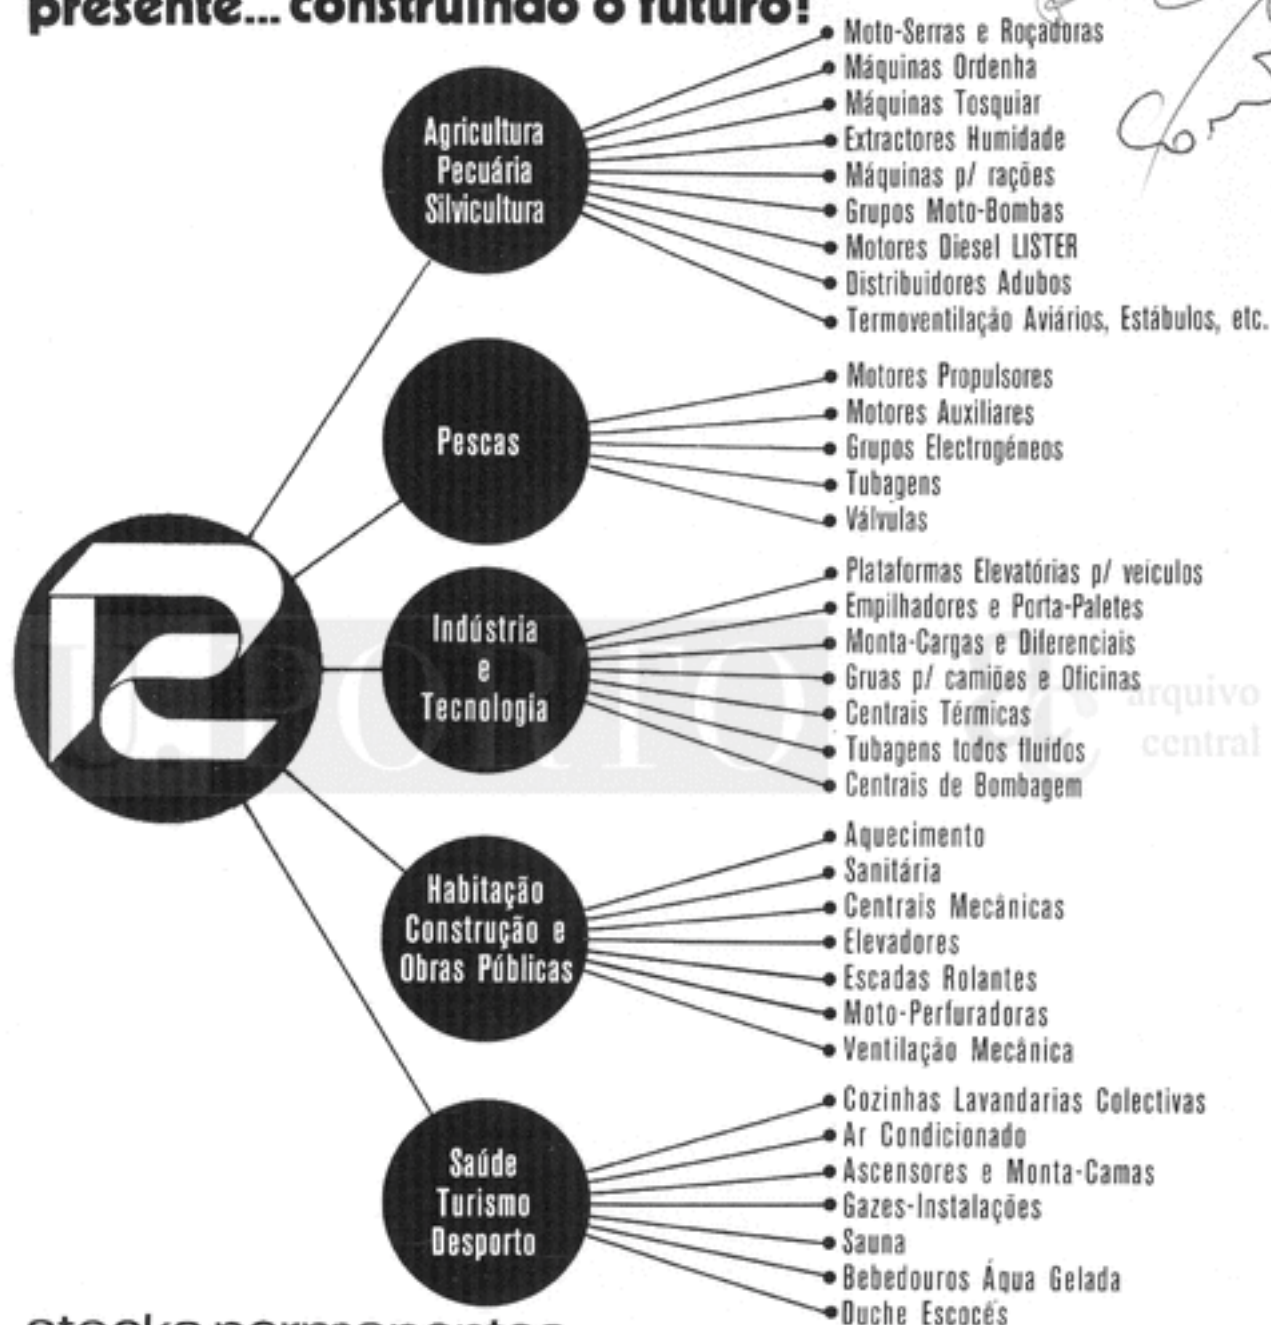 presente... construindo o futuro!
Agricultura
Pecuária
Silvicultura
Moto-Serras e Roçadoras
Máquinas Ordenha
Máquinas Tosquiar
Extractores Humidade
Máquinas p/ rações
Grupos Moto-Bombas
Motores Diesel LISTER
Distribuidores Adubos
Termoventilação Aviários, Estábulos, etc.
Pescas
Motores Propulsores
Motores Auxiliares
Grupos Electrogéneos
Tubagens
Válvulas
Indústria
e
Tecnologia
Plataformas Elevatórias p/ veículos
Empilhadores e Porta-Paletes
Monta-Cargas e Diferenciais
Gruas p/ camiões e Oficinas
Centrais Térmicas
Tubagens todos fluídos
Centrais de Bombagem
U. PORTO
arquivo
central
Habitação
Construção e
Obras Públicas
Aquecimento
Sanitária
Centrais Mecânicas
Elevadores
Escadas Rolantes
Moto-Perfuradoras
Ventilação Mecânica
Saúde
Turismo
Desporto
Cozinhas Lavandarias Colectivas
Ar Condicionado
Ascensores e Monta-Camas
Gazes-Instalações
Sauna
Bebedouros Água Gelada
Duche Escocês
stocks permanentes